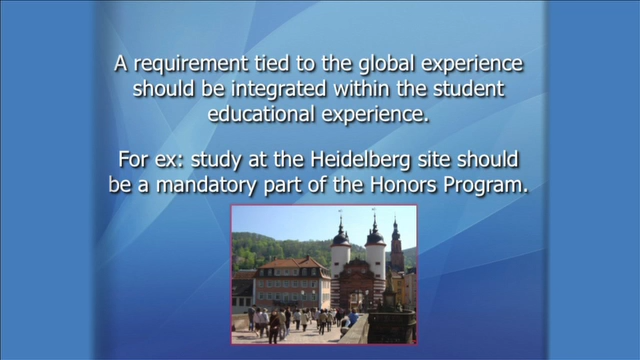 A requirement tied to the global experience
should be integrated within the student
educational experience.
For ex: study at the Heidelberg site should
be a mandatory part of the Honors Program.